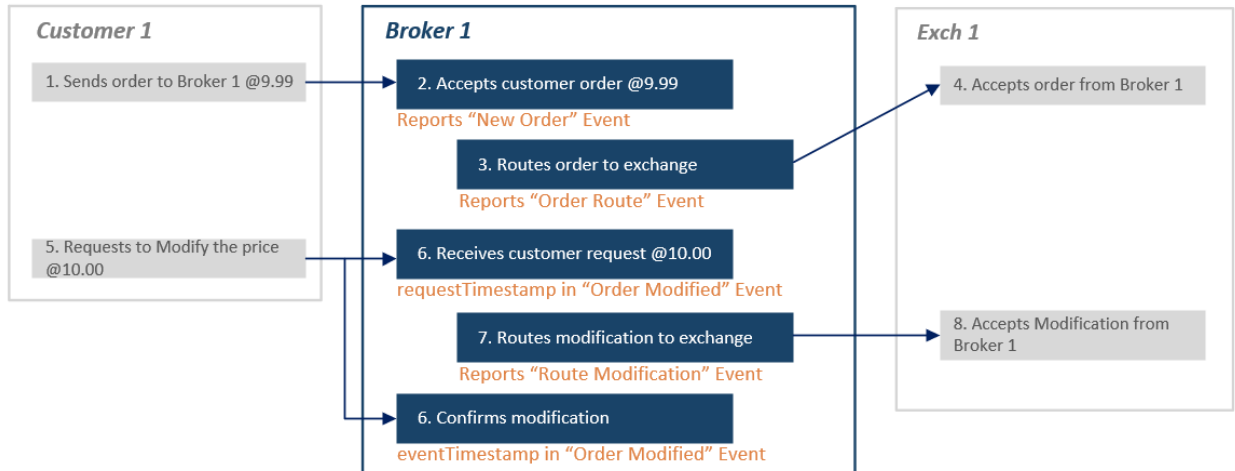 Customer 1
1. Sends order to Broker 1 @9.99
5. Requests to Modify the price
@10.00
Broker 1
2. Accepts customer order @9.99
Reports “New Order” Event
3. Routes order to exchange
Reports “Order Route” Event
6. Receives customer request @10.00
requestTimestamp in “Order Modified” Event
7. Routes modification to exchange
Reports “Route Modification” Event
6. Confirms modification
eventTimestamp in “Order Modified” Event
Exch 1
4. Accepts order from Broker 1
8. Accepts Modification from
Broker 1